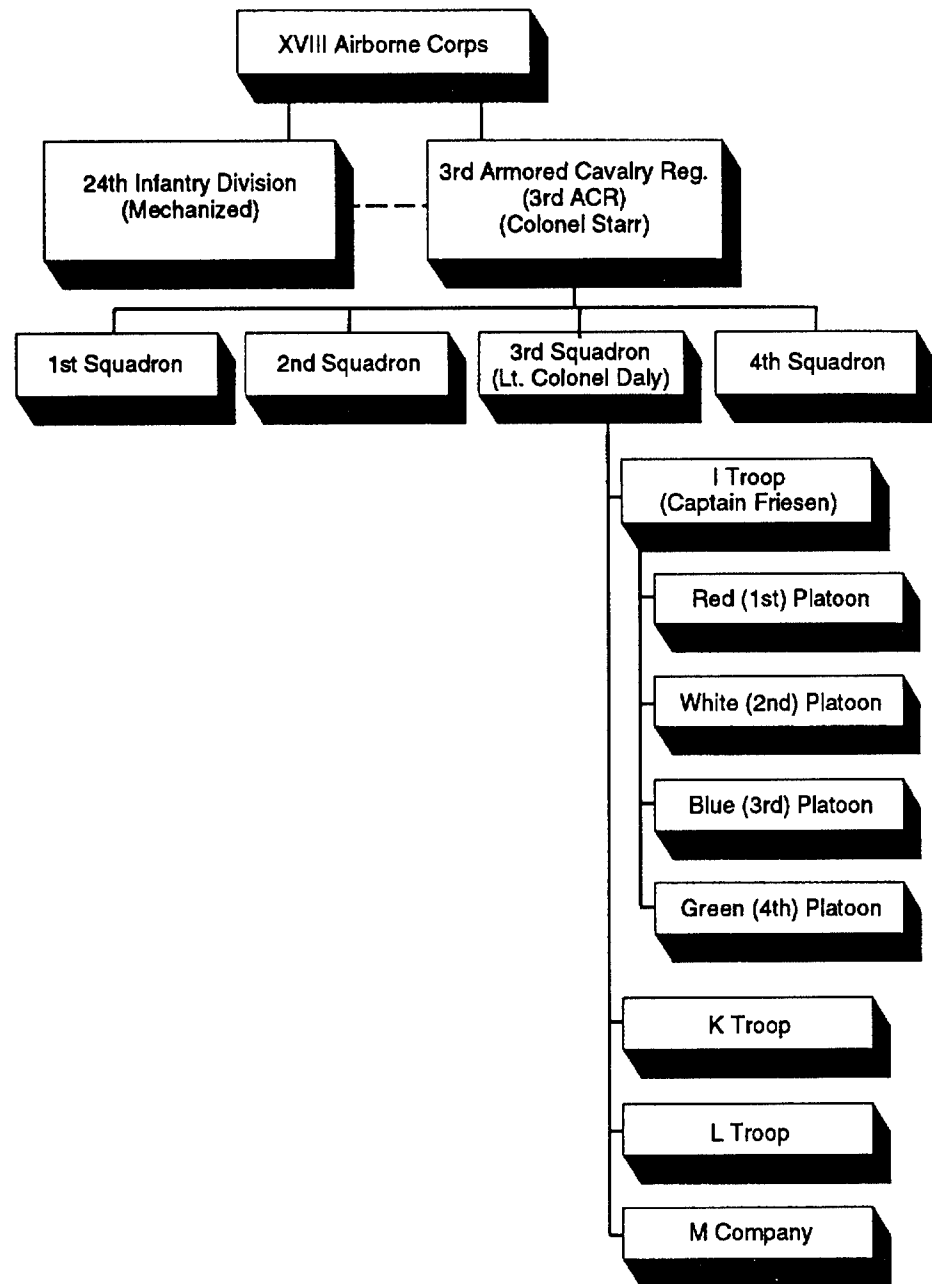 XVIII Airborne Corps
24th Infantry Division
(Mechanized)
3rd Armored Cavalry Reg.
(3rd ACR)
(Colonel Starr)
1st Squadron
2nd Squadron
3rd Squadron
(Lt. Colonel Daly)
4th Squadron
I Troop
(Captain Friesen)
Red (1st) Platoon
White (2nd) Platoon
Blue (3rd) Platoon
Green (4th) Platoon
K Troop
L Troop
M Company